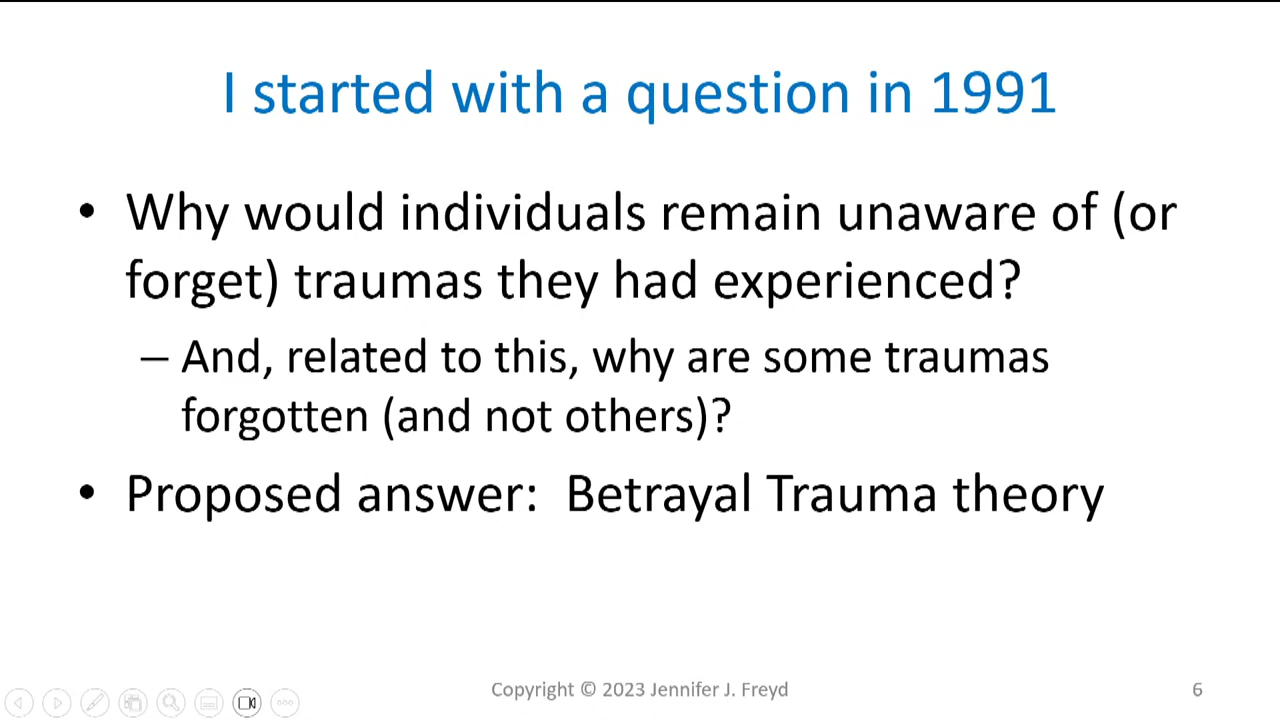 I started with a question in 1991
• Why would individuals remain unaware of (or
forget) traumas they had experienced?
– And, related to this, why are some traumas
forgotten (and not others)?
• Proposed answer:  Betrayal Trauma theory
Copyright © 2023 Jennifer J. Freyd
6